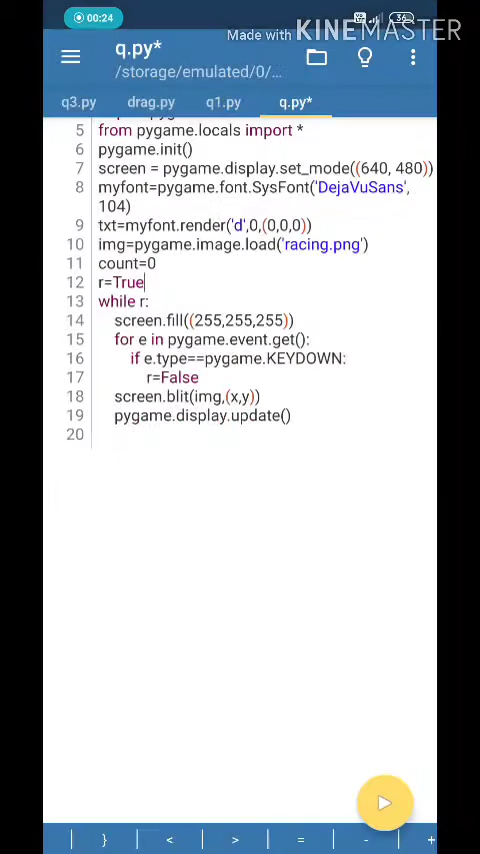 00:24
36
Made with KINEMASTER
q.py*
/storage/emulated/0/...
q3.py drag.py q1.py q.py*
5 from pygame.locals import *
6 pygame.init()
7 screen = pygame.display.set_mode((640, 480))
8 myfont=pygame.font.SysFont('DejaVuSans',
104)
9 txt=myfont.render('d',0,(0,0,0))
10 img=pygame.image.load('racing.png')
11 count=0
12 r=True
13 while r:
14 screen.fill((255,255,255))
15 for e in pygame.event.get():
16 if e.type==pygame.KEYDOWN:
17 r=False
18 screen.blit(img,(x,y))
19 pygame.display.update()
20
| } | < | > | = | - | +